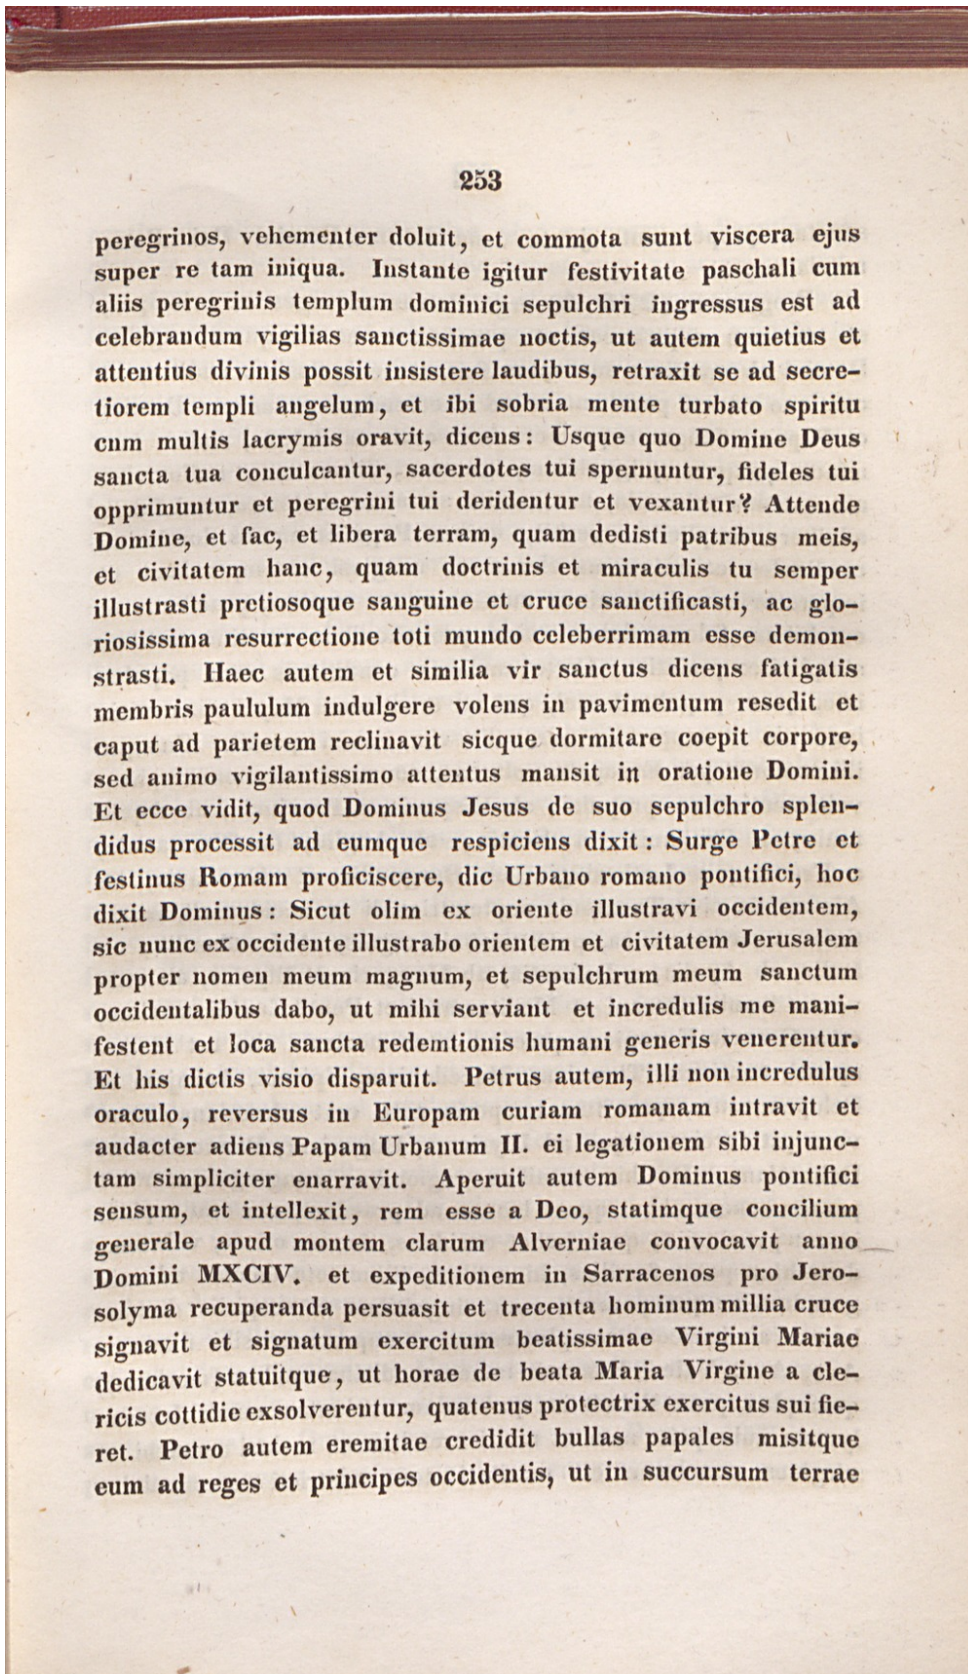 253
peregrinos, vehementer doluit, et commota sunt viscera ejus
super re tam iniqua. Instante igitur festivitate paschali cum
aliis peregrinis templum dominici sepulchri ingressus est ad
celebrandum vigilias sanctissimae noctis, ut autem quietius et
attentius divinis possit insistere laudibus, retraxit se ad secre-
tiorem templi angelum, et ibi sobria mente turbato spiritu
cum multis lacrymis oravit, dicens: Usque quo Domine Deus
sancta tua conculcantur, sacerdotes tui spernuntur, fideles tui
opprimuntur et peregrini tui deridentur et vexantur? Attende
Domine, et fac, et libera terram, quam dedisti patribus meis,
et civitatem hanc, quam doctrinis et miraculis tu semper
illustrasti pretiosoque sanguine et cruce sanctificasti, ac glo-
riosissima resurrectione toti mundo celeberrimam esse demon-
strasti. Haec autem et similia vir sanctus dicens fatigatis
membris paululum indulgere volens in pavimentum resedit et
caput ad parietem reclinavit sicque dormitare coepit corpore,
sed animo vigilantissimo attentus mansit in oratione Domini.
Et ecce vidit, quod Dominus Jesus de suo sepulchro splen-
didus processit ad eumque respiciens dixit: Surge Petre et
festinus Romam proficiscere, dic Urbano romano pontifici, hoc
dixit Dominus: Sicut olim ex oriente illustravi occidentem,
sic nunc ex occidente illustrabo orientem et civitatem Jerusalem
propter nomen meum magnum, et sepulchrum meum sanctum
occidentalibus dabo, ut mihi serviant et incredulis me mani-
festent et loca sancta redemtionis humani generis venerentur.
Et his dictis visio disparuit. Petrus autem, illi non incredulus
oraculo, reversus in Europam curiam romanam intravit et
audacter adiens Papam Urbanum II. ei legationem sibi injunc-
tam simpliciter enarravit. Aperuit autem Dominus pontifici
sensum, et intellexit, rem esse a Deo, statimque concilium
generale apud montem clarum Alverniae convocavit anno
Domini MXCIV. et expeditionem in Sarracenos pro Jero-
solyma recuperanda persuasit et trecenta hominum millia cruce
signavit et signatum exercitum beatissimae Virgini Mariae
dedicavit statuitque, ut horae de beata Maria Virgine a cle-
ricis cottidie exsolverentur, quatenus protectrix exercitus sui fie-
ret. Petro autem eremitae credidit bullas papales misitque
eum ad reges et principes occidentis, ut in succursum terrae